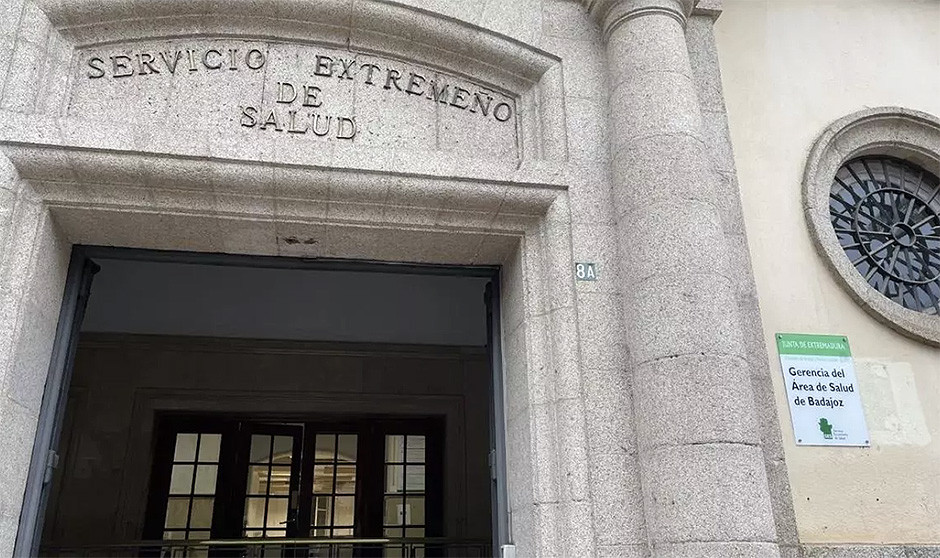 SERVICIO EXTREMEÑO
DE
SALUD
8A
JUNTA DE EXTREMADURA
Gerencia del
Área de Salud
de Badajoz